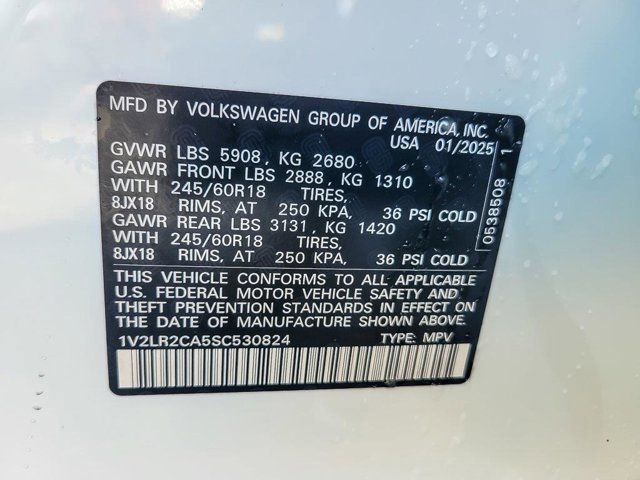 MFD BY VOLKSWAGEN GROUP OF AMERICA, INC.
USA 01/2025
GVWR LBS 5908, KG 2680
GAWR FRONT LBS 2888, KG 1310
WITH 245/60R18 TIRES,
8JX18 RIMS, AT 250 KPA, 36 PSI COLD
GAWR REAR LBS 3131, KG 1420
WITH 245/60R18 TIRES,
8JX18 RIMS, AT 250 KPA, 36 PSI COLD
THIS VEHICLE CONFORMS TO ALL APPLICABLE
U.S. FEDERAL MOTOR VEHICLE SAFETY AND
THEFT PREVENTION STANDARDS IN EFFECT ON
THE DATE OF MANUFACTURE SHOWN ABOVE.
1V2LR2CA5SC530824 TYPE: MPV
0538508 1